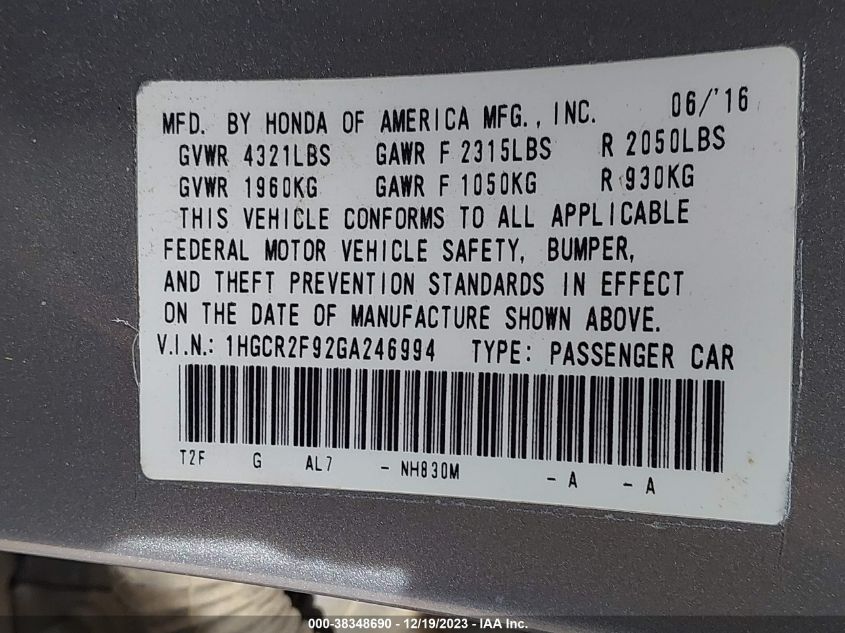 MFD. BY HONDA OF AMERICA MFG., INC. 06/'16
GVWR 4321LBS GAWR F 2315LBS R 2050LBS
GVWR 1960KG GAWR F 1050KG R 930KG
THIS VEHICLE CONFORMS TO ALL APPLICABLE
FEDERAL MOTOR VEHICLE SAFETY, BUMPER,
AND THEFT PREVENTION STANDARDS IN EFFECT
ON THE DATE OF MANUFACTURE SHOWN ABOVE.
V.I.N.: 1HGCR2F92GA246994 TYPE: PASSENGER CAR
T2F G AL7 - NH830M - A - A
000-38348690 - 12/19/2023 - IAA Inc.